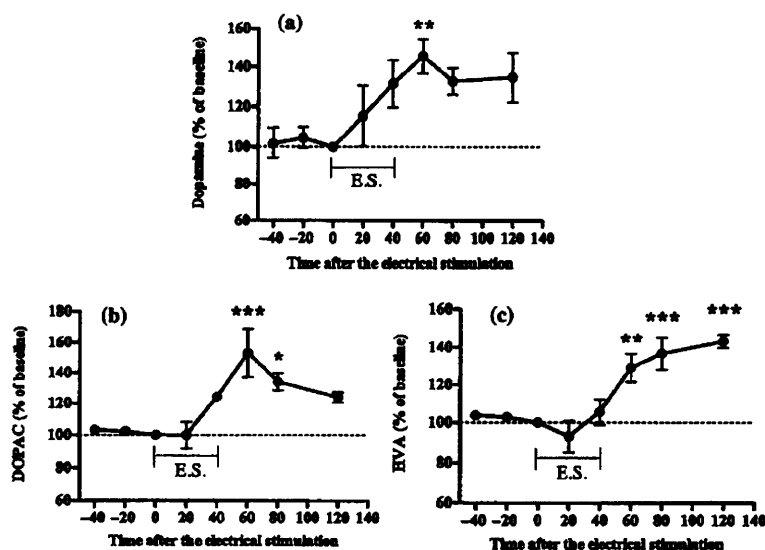 (a)
**
Dopamine (% of baseline)
160
140
120
100
80
60
E.S.
−40 −20 0 20 40 60 80 100 120 140
Time after the electrical stimulation
(b)
***
*
DOPAC (% of baseline)
180
160
140
120
100
80
60
E.S.
−40 −20 0 20 40 60 80 100 120 140
Time after the electrical stimulation
(c)
**
***
***
HVA (% of baseline)
160
140
120
100
80
60
E.S.
−40 −20 0 20 40 60 80 100 120 140
Time after the electrical stimulation